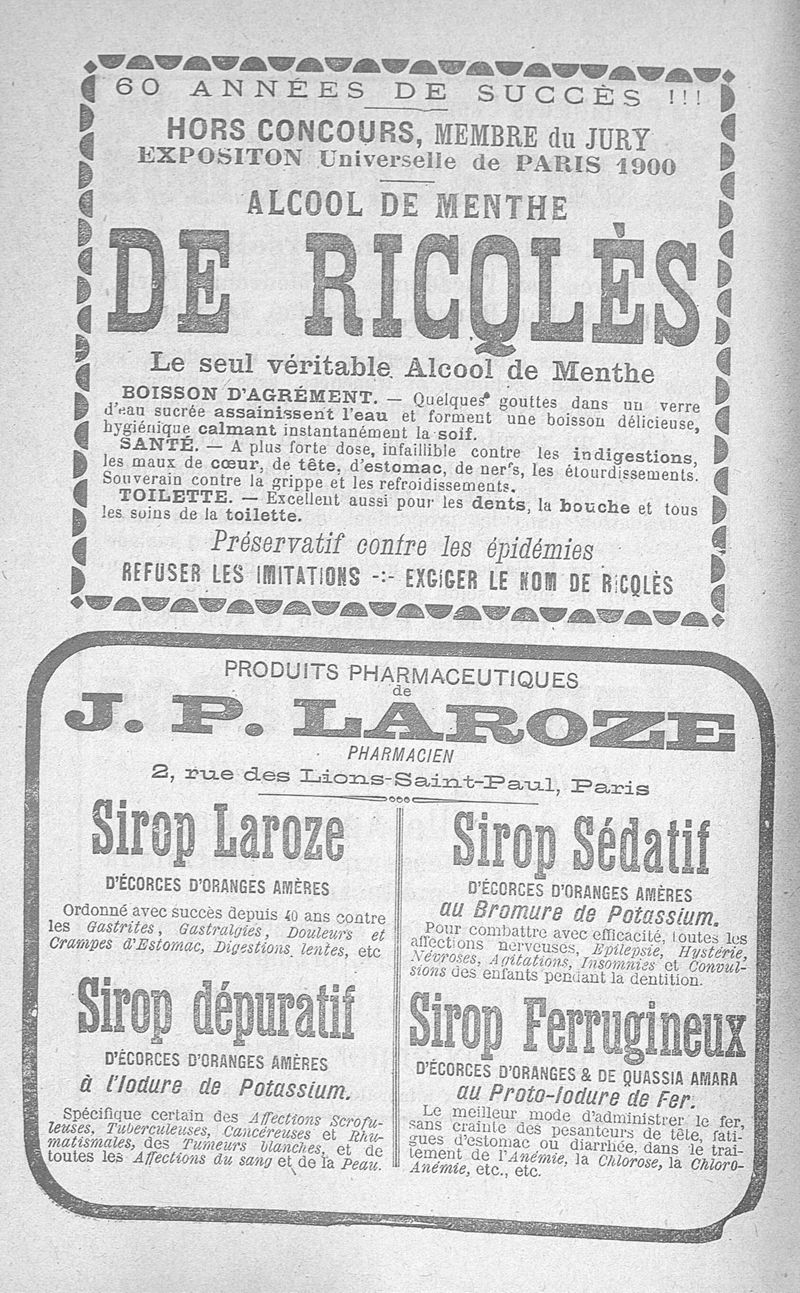 60 ANNÉES DE SUCCÈS !!!
HORS CONCOURS, MEMBRE du JURY
EXPOSITON Universelle de PARIS 1900
ALCOOL DE MENTHE
DE RICQLÈS
Le seul véritable Alcool de Menthe
BOISSON D'AGRÉMENT. — Quelques gouttes dans un verre
d'eau sucrée assainissent l'eau et forment une boisson délicieuse,
hygiénique calmant instantanément la soif.
SANTÉ. — A plus forte dose, infaillible contre les indigestions,
les maux de cœur, de tête, d'estomac, de nerfs, les étourdissements.
Souverain contre la grippe et les refroidissements.
TOILETTE. — Excellent aussi pour les dents, la bouche et tous
les soins de la toilette.
Préservatif contre les épidémies
REFUSER LES IMITATIONS -:- EXGIGER LE NOM DE RICQLÈS
PRODUITS PHARMACEUTIQUES
de
J. P. LAROZE
PHARMACIEN
2, rue des Lions-Saint-Paul, Paris
Sirop Laroze
D'ÉCORCES D'ORANGES AMÈRES
Ordonné avec succès depuis 40 ans contre
les Gastrites, Gastralgies, Douleurs et
Crampes d'Estomac, Digestions lentes, etc
Sirop dépuratif
D'ÉCORCES D'ORANGES AMÈRES
à l'Iodure de Potassium.
Spécifique certain des Affections Scrofu-
leuses, Tuberculeuses, Cancéreuses et Rhu-
matismales, des Tumeurs blanches, et de
toutes les Affections du sang et de la Peau.
Sirop Sédatif
D'ÉCORCES D'ORANGES AMÈRES
au Bromure de Potassium.
Pour combattre avec efficacité, toutes les
affections nerveuses, Epilepsie, Hystérie,
Névroses, Agitations, Insomnies et Convul-
sions des enfants pendant la dentition.
Sirop Ferrugineux
D'ÉCORCES D'ORANGES & DE QUASSIA AMARA
au Proto-Iodure de Fer.
Le meilleur mode d'administrer le fer,
sans crainte des pesanteurs de tête, fati-
gues d'estomac ou diarrhée, dans le trai-
tement de l'Anémie, la Chlorose, la Chloro-
Anémie, etc., etc.